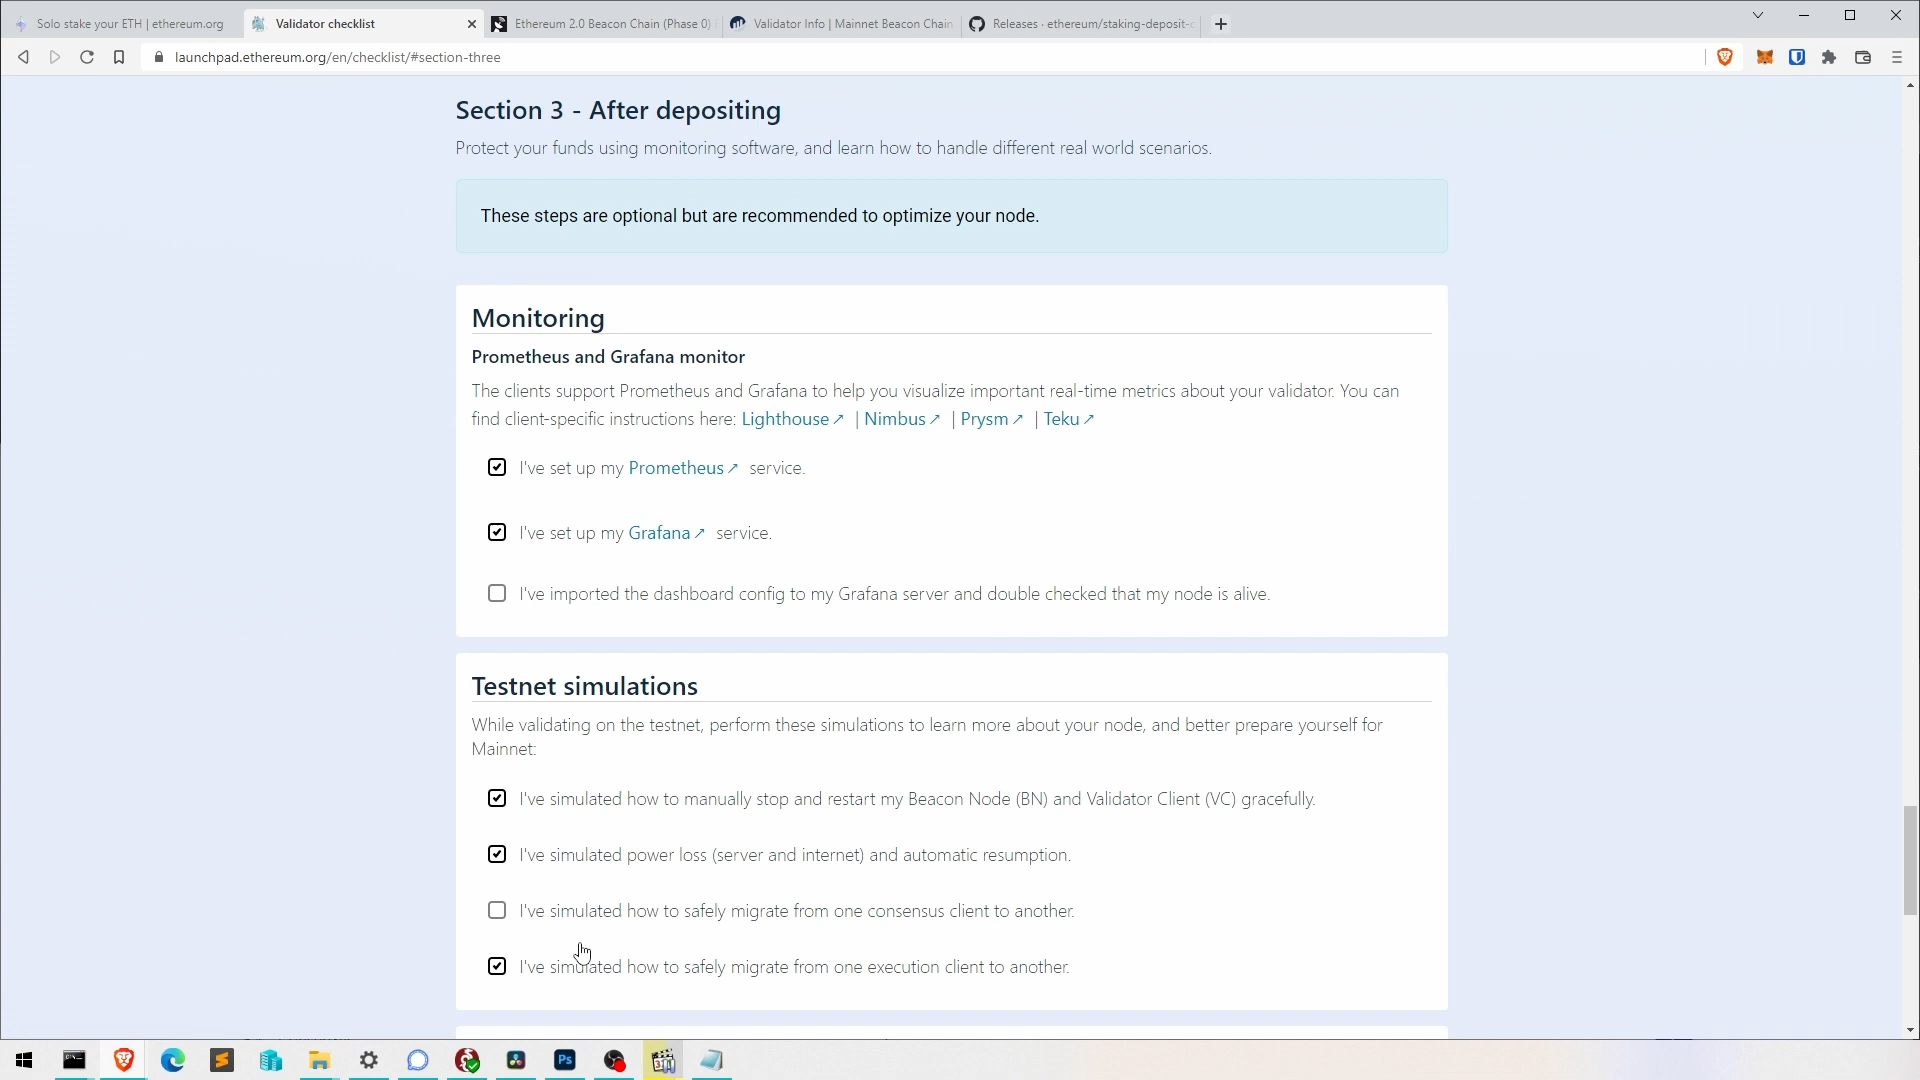 Solo stake your ETH | ethereum.org
Validator checklist
Ethereum 2.0 Beacon Chain (Phase 0)
Validator Info | Mainnet Beacon Chain
Releases · ethereum/staking-deposit-c
launchpad.ethereum.org/en/checklist/#section-three
Section 3 - After depositing
Protect your funds using monitoring software, and learn how to handle different real world scenarios.
These steps are optional but are recommended to optimize your node.
Monitoring
Prometheus and Grafana monitor
The clients support Prometheus and Grafana to help you visualize important real-time metrics about your validator. You can
find client-specific instructions here: Lighthouse↗ | Nimbus↗ | Prysm↗ | Teku↗
I've set up my Prometheus↗ service.
I've set up my Grafana↗ service.
I've imported the dashboard config to my Grafana server and double checked that my node is alive.
Testnet simulations
While validating on the testnet, perform these simulations to learn more about your node, and better prepare yourself for
Mainnet:
I've simulated how to manually stop and restart my Beacon Node (BN) and Validator Client (VC) gracefully.
I've simulated power loss (server and internet) and automatic resumption.
I've simulated how to safely migrate from one consensus client to another.
I've simulated how to safely migrate from one execution client to another.
Ps